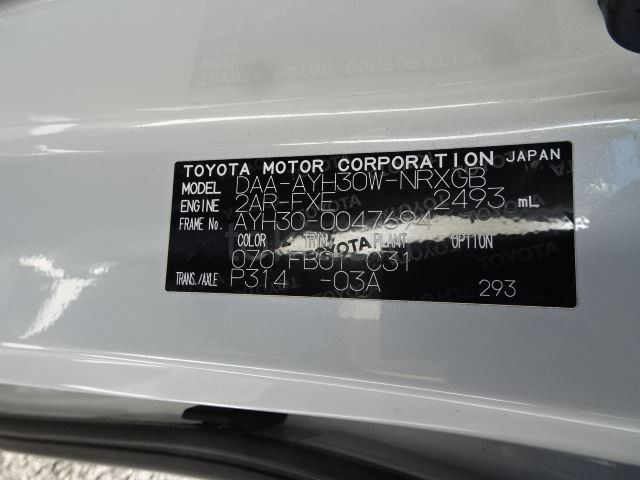 TOYOTA MOTOR CORPORATION JAPAN
MODEL DAA-AYH30W-NRXGB
ENGINE 2AR-FXE 2493 mL
FRAME No. AYH30-0047694
COLOR TRIM PLANT OPTION
TOYOTA
070 FB01 C31
TRANS./AXLE P314 -03A 293